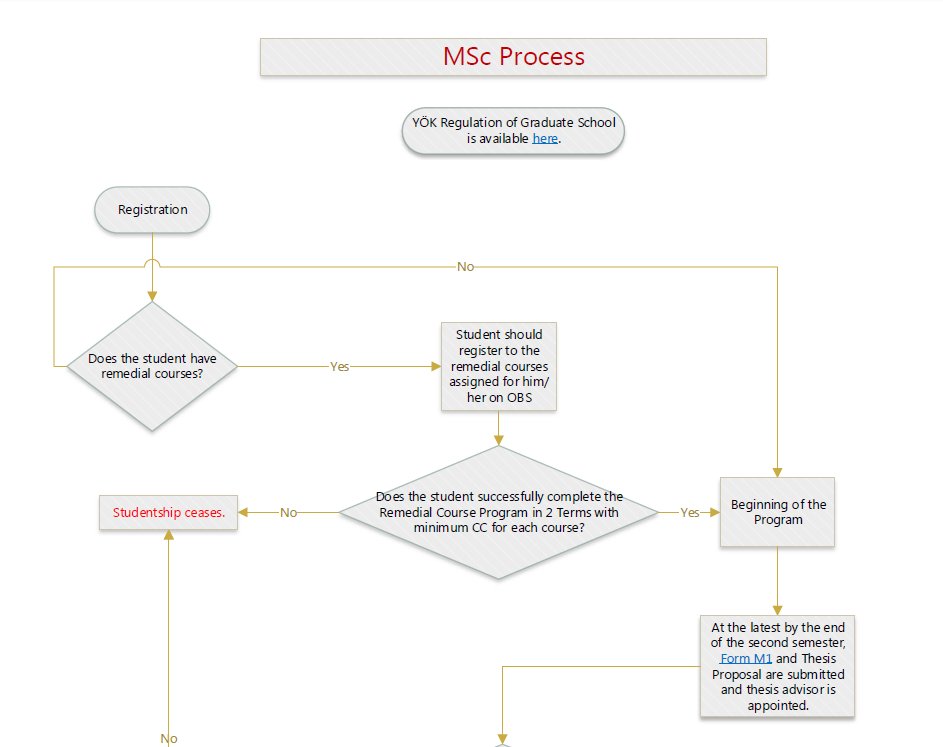 MSc Process
YÖK Regulation of Graduate School
is available here.
Registration
No
Does the student have
remedial courses?
Yes
Student should
register to the
remedial courses
assigned for him/
her on OBS
Does the student successfully complete the
Remedial Course Program in 2 Terms with
minimum CC for each course?
No
Studentship ceases.
Yes
Beginning of the
Program
At the latest by the end
of the second semester,
Form M1 and Thesis
Proposal are submitted
and thesis advisor is
appointed.
No